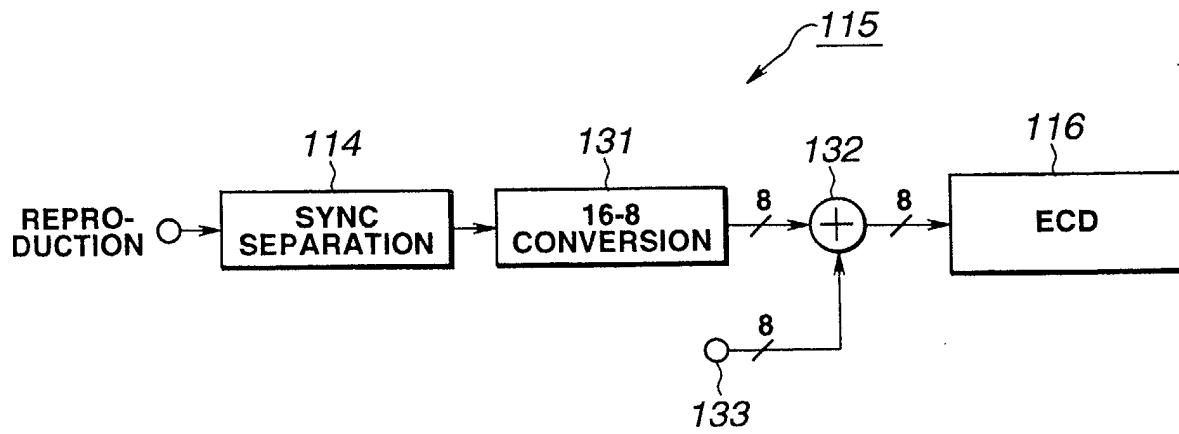 115
114
131
132
116
REPRO-
DUCTION
SYNC
SEPARATION
16-8
CONVERSION
8
8
ECD
8
133